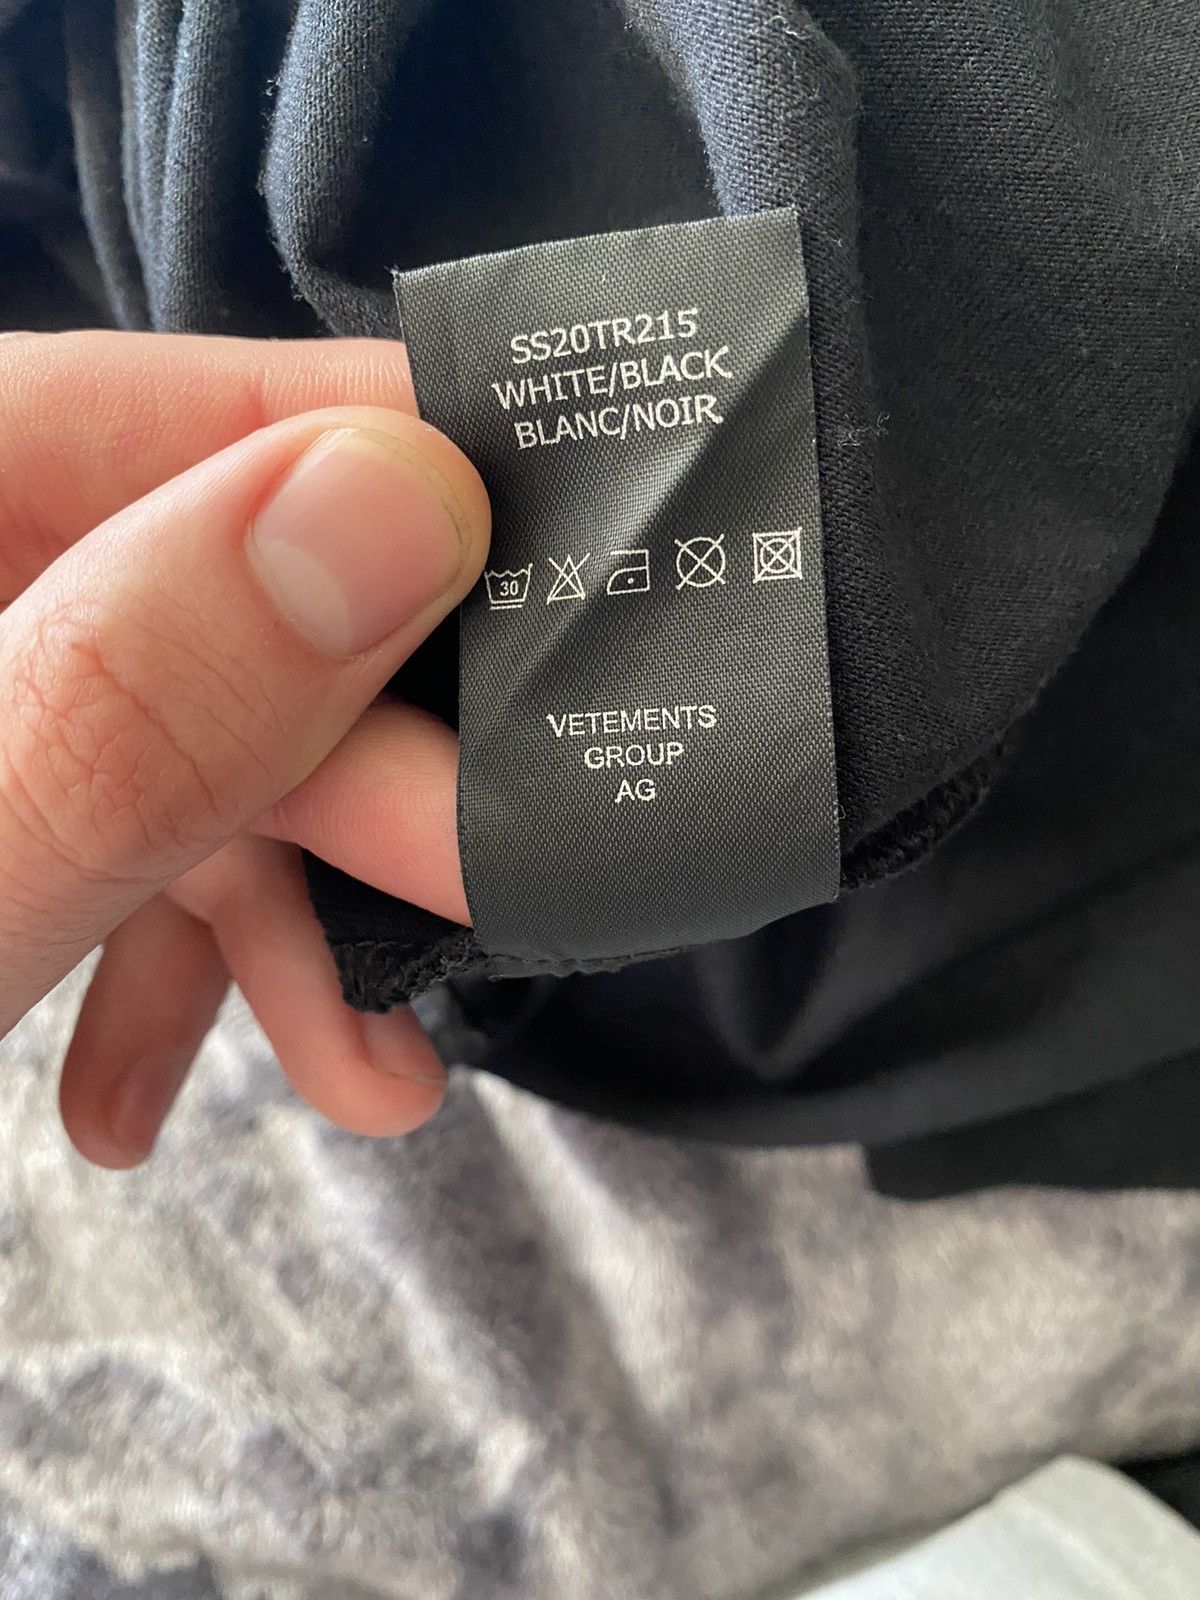 SS20TR215
WHITE/BLACK
BLANC/NOIR
30
VETEMENTS
GROUP
AG